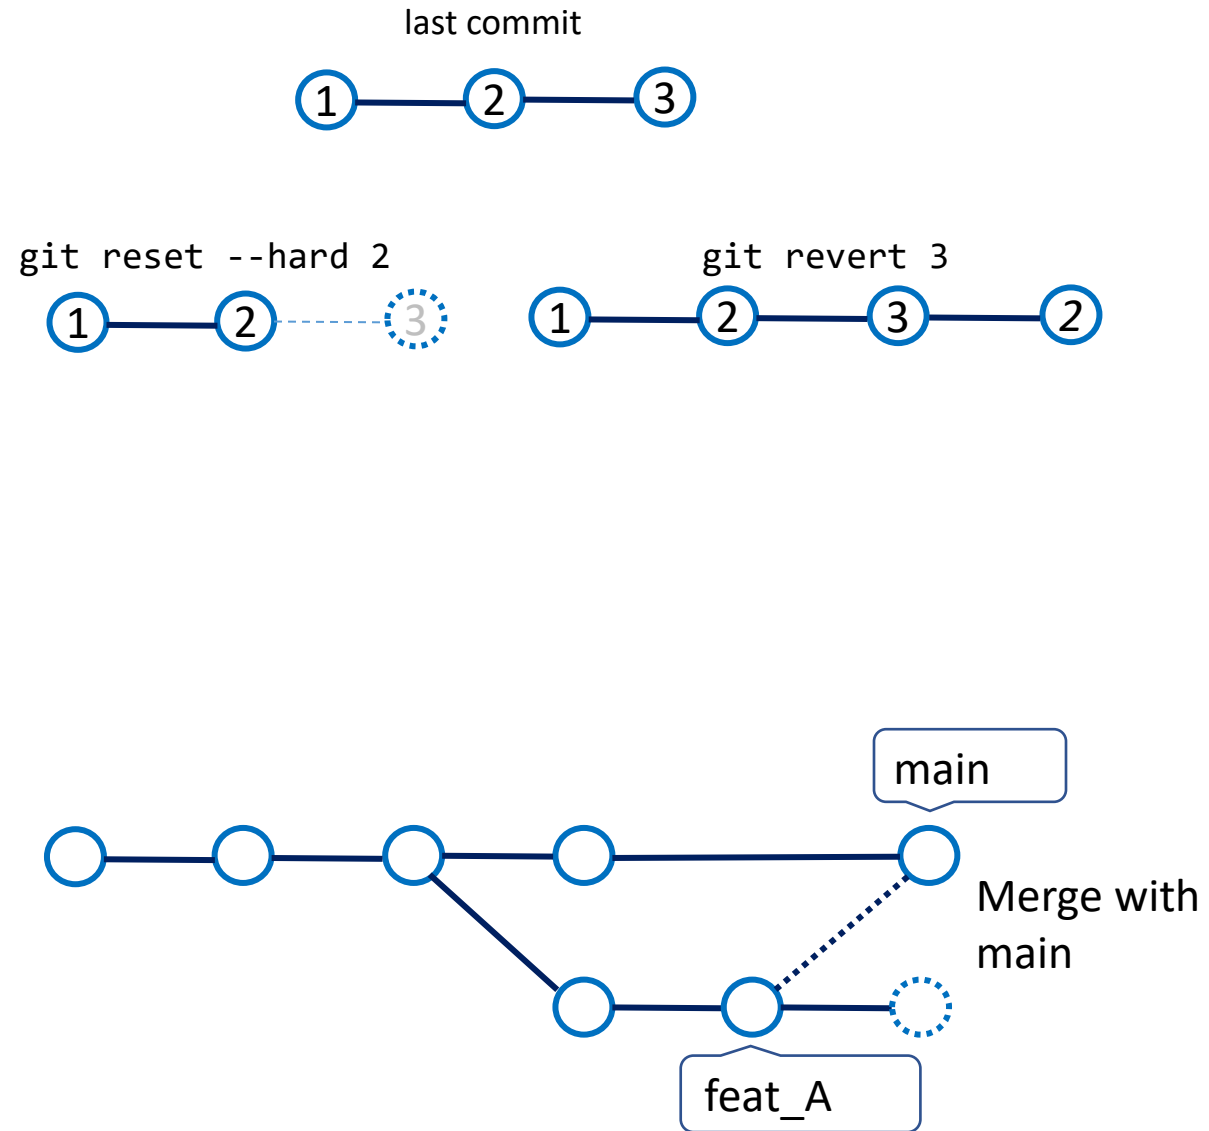 last commit
1 2 3
git reset --hard 2
1 2 3
git revert 3
1 2 3 2
main
Merge with
main
feat_A